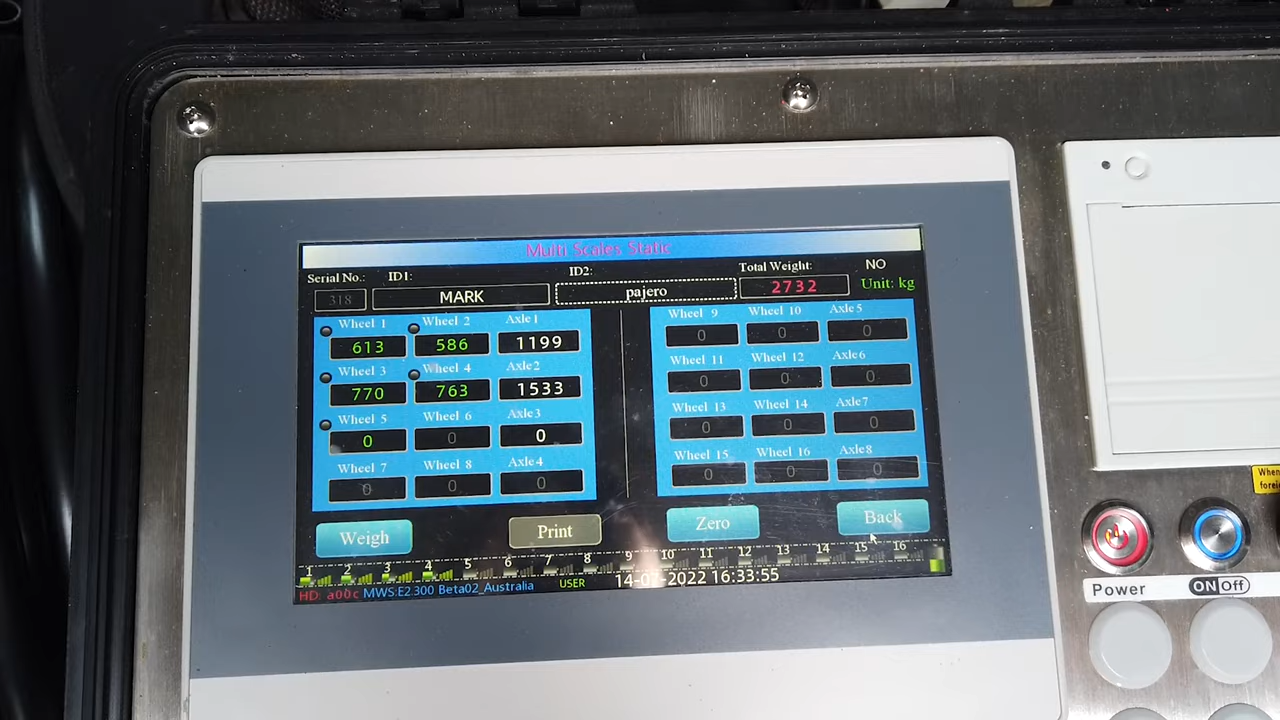 Multi Scales Static
Serial No.: ID1: ID2: Total Weight: NO
318 MARK pajero 2732 Unit: kg
Wheel 1 Wheel 2 Axle1 Wheel 9 Wheel 10 Axle5
613 586 1199 0 0 0
Wheel 3 Wheel 4 Axle2 Wheel 11 Wheel 12 Axle6
770 763 1533 0 0 0
Wheel 5 Wheel 6 Axle3 Wheel 13 Wheel 14 Axle7
0 0 0 0 0 0
Wheel 7 Wheel 8 Axle4 Wheel 15 Wheel 16 Axle8
0 0 0 0 0 0
Weigh Print Zero Back
1 2 3 4 5 6 7 8 9 10 11 12 13 14 15 16
HD: a00c MWS:E2 300 Beta02_Australia USER 14-07-2022 16:33:55
When
Power ON Off